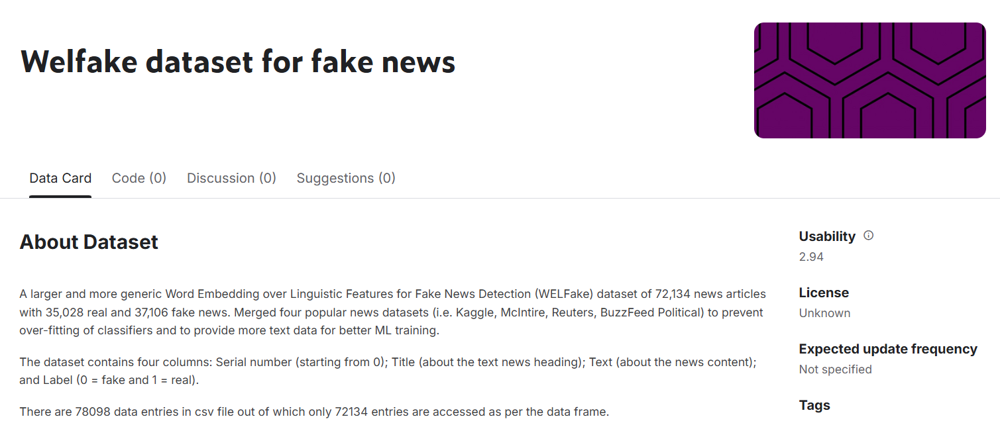 Welfake dataset for fake news
Data Card
Code (0)
Discussion (0)
Suggestions (0)
About Dataset
A larger and more generic Word Embedding over Linguistic Features for Fake News Detection (WELFake) dataset of 72,134 news articles
with 35,028 real and 37,106 fake news. Merged four popular news datasets (i.e. Kaggle, McIntire, Reuters, BuzzFeed Political) to prevent
over-fitting of classifiers and to provide more text data for better ML training.
The dataset contains four columns: Serial number (starting from 0); Title (about the text news heading); Text (about the news content);
and Label (0 = fake and 1 = real).
There are 78098 data entries in csv file out of which only 72134 entries are accessed as per the data frame.
Usability
2.94
License
Unknown
Expected update frequency
Not specified
Tags